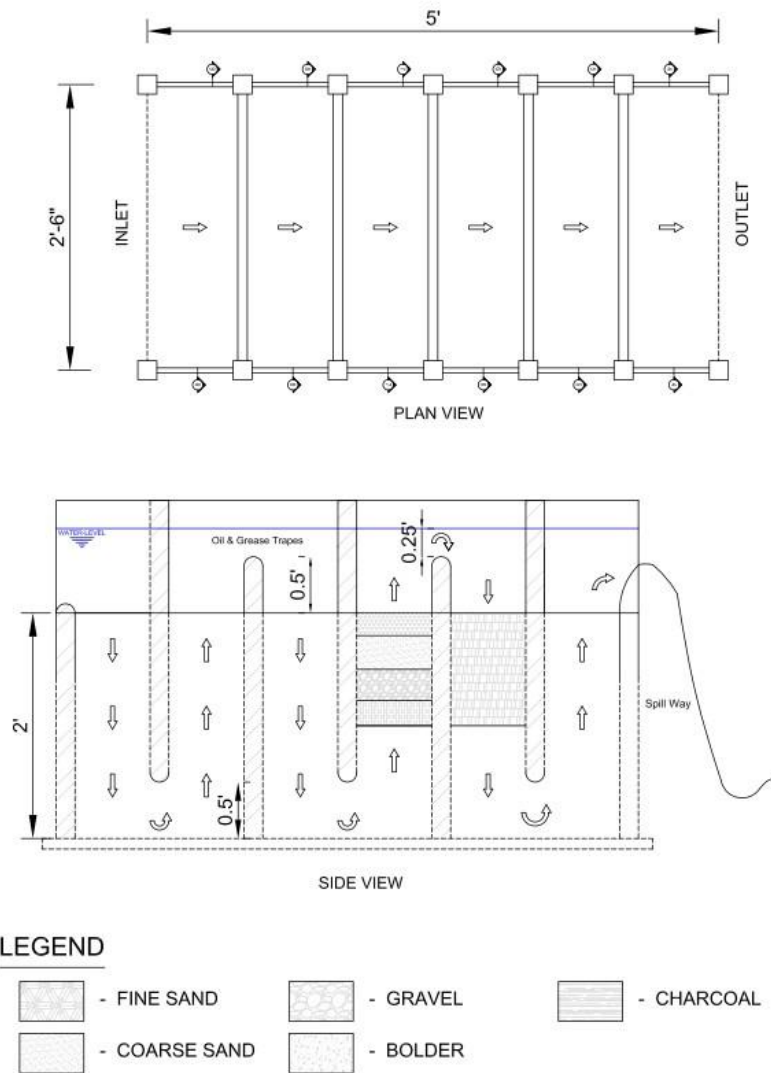 5'
2'-6"
INLET
OUTLET
PLAN VIEW
WATER-LEVEL
Oil & Grease Trapes
0.25'
0.5'
2'
0.5'
Spill Way
SIDE VIEW
LEGEND
- FINE SAND
- GRAVEL
- CHARCOAL
- COARSE SAND
- BOLDER